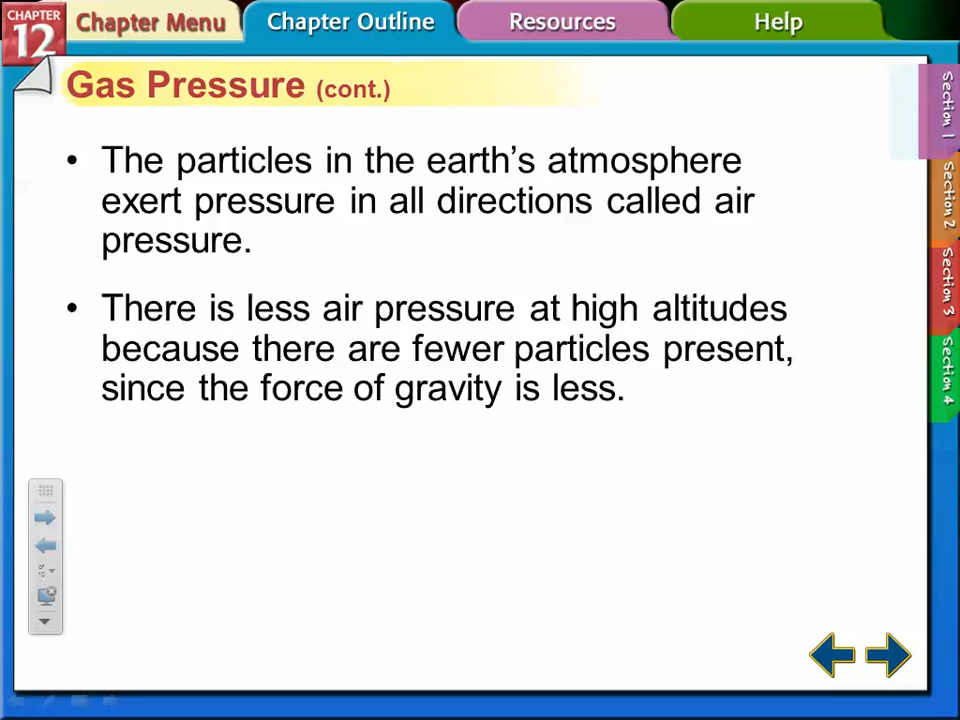 CHAPTER
12
Chapter Menu
Chapter Outline
Resources
Help
Gas Pressure (cont.)
• The particles in the earth’s atmosphere
exert pressure in all directions called air
pressure.
• There is less air pressure at high altitudes
because there are fewer particles present,
since the force of gravity is less.
Section 1
Section 2
Section 3
Section 4